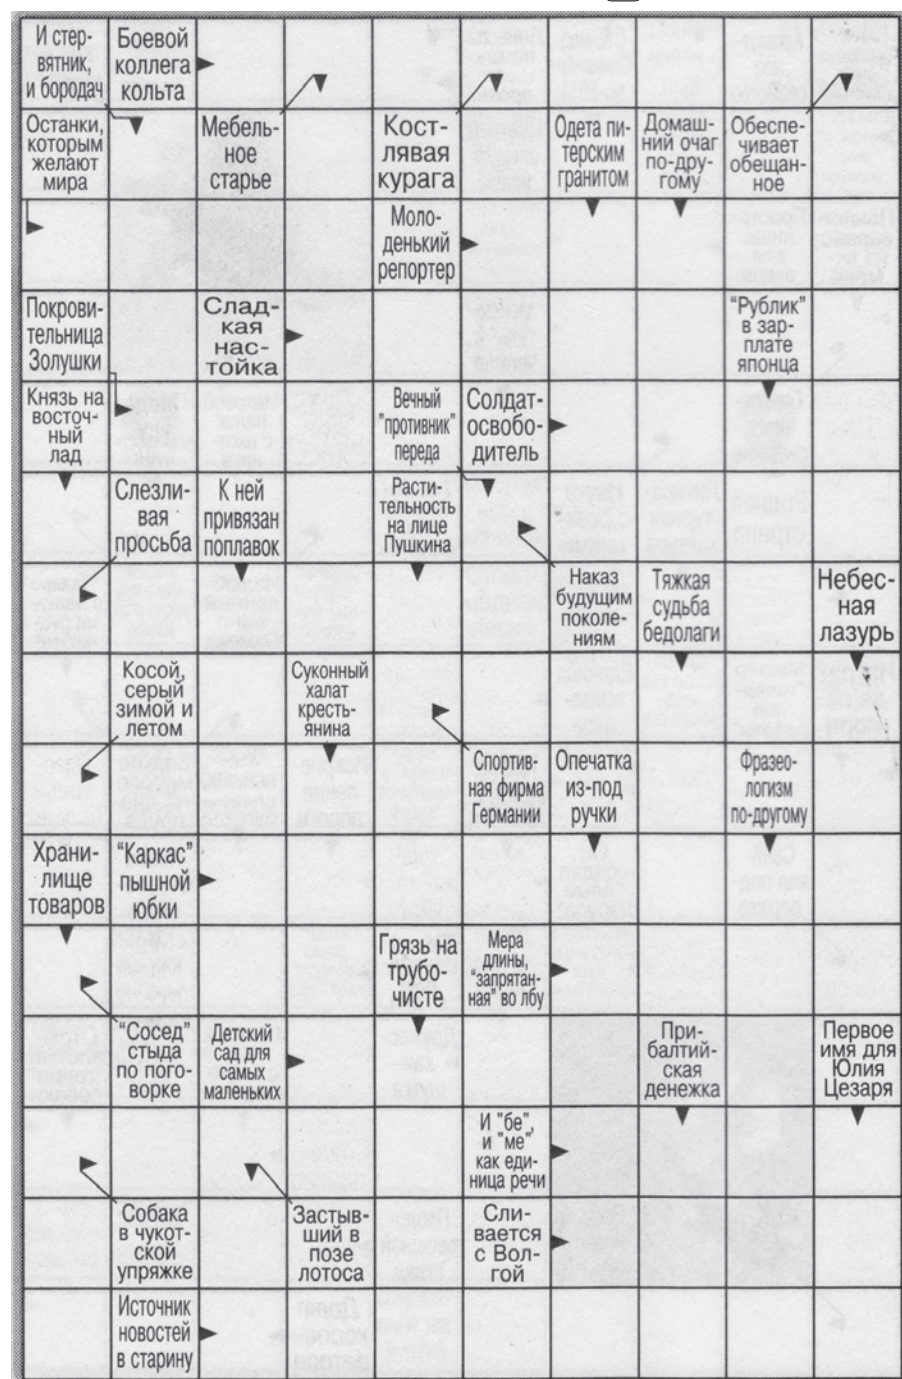 И стер-
вятник,
и бородач
Боевой
коллега
кольта
Останки,
которым
желают
мира
Мебель-
ное
старье
Кост-
лявая
курага
Одета пи-
терским
гранитом
Домаш-
ний очаг
по-дру-
гому
Обеспе-
чивает
обещан-
ное
Моло-
денький
репортер
Покрови-
тельница
Золушки
Слад-
кая
нас-
тойка
"Рублик"
в зар-
плате
японца
Князь на
восточ-
ный
лад
Вечный
"противник"
переда
Солдат-
освобо-
дитель
Слезли-
вая
просьба
К ней
привязан
поплавок
Расти-
тельность
на лице
Пушкина
Наказ
будущим
поколе-
ниям
Тяжкая
судьба
бедолаги
Небес-
ная
лазурь
Косой,
серый
зимой и
летом
Суконный
халат
кресть-
янина
Спортив-
ная фирма
Германии
Опечатка
из-под
ручки
Фразео-
логизм
по-другому
Храни-
лище
товаров
"Каркас"
пышной
юбки
Грязь на
трубо-
чисте
Мера
длины,
"запрятан-
ная" во лбу
"Сосед"
стыда
по пого-
ворке
Детский
сад для
самых
маленьких
При-
балтий-
ская
денежка
Первое
имя для
Юлия
Цезаря
И "бе",
и "ме"
как еди-
ница речи
Собака
в чукот-
ской
упряжке
Застыв-
ший в
позе
лотоса
Сли-
вается
с Вол-
гой
Источник
новостей
в старину